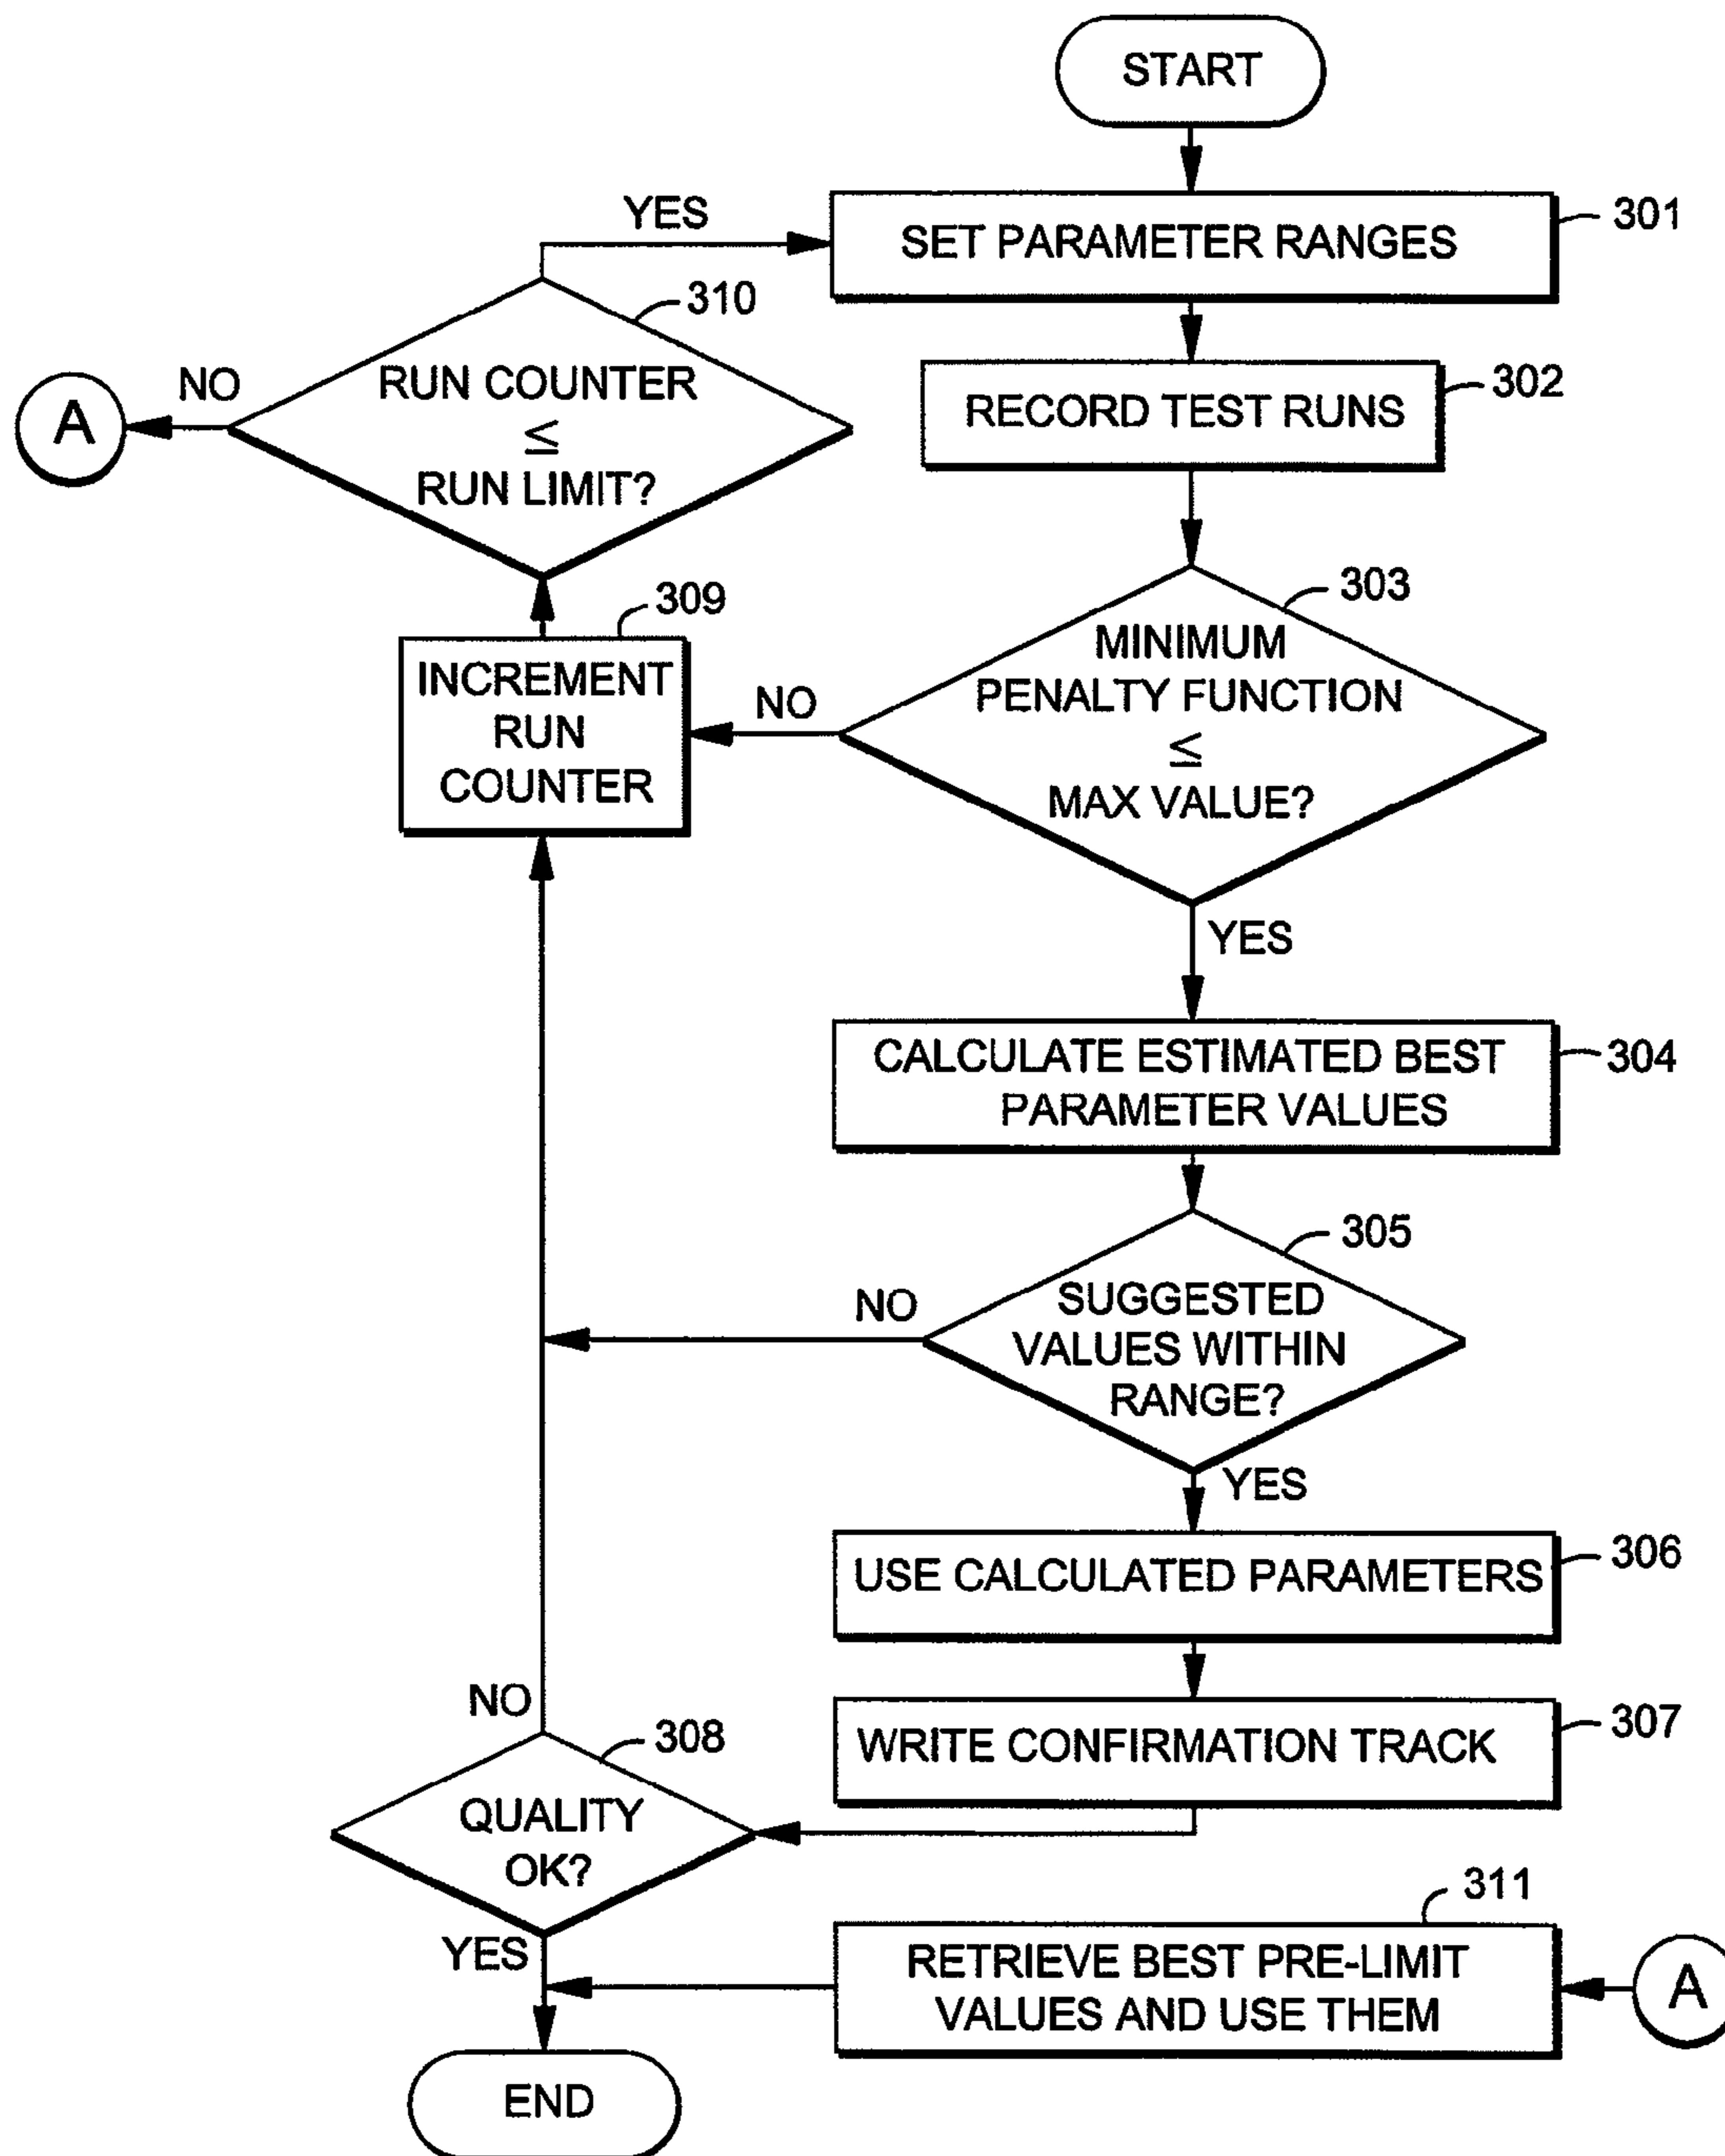 START
YES
SET PARAMETER RANGES
301
310
RUN COUNTER
≤
RUN LIMIT?
NO
A
RECORD TEST RUNS
302
303
MINIMUM
PENALTY FUNCTION
≤
MAX VALUE?
NO
309
INCREMENT
RUN
COUNTER
YES
CALCULATE ESTIMATED BEST
PARAMETER VALUES
304
305
SUGGESTED
VALUES WITHIN
RANGE?
NO
YES
USE CALCULATED PARAMETERS
306
WRITE CONFIRMATION TRACK
307
NO
308
QUALITY
OK?
YES
311
RETRIEVE BEST PRE-LIMIT
VALUES AND USE THEM
A
END